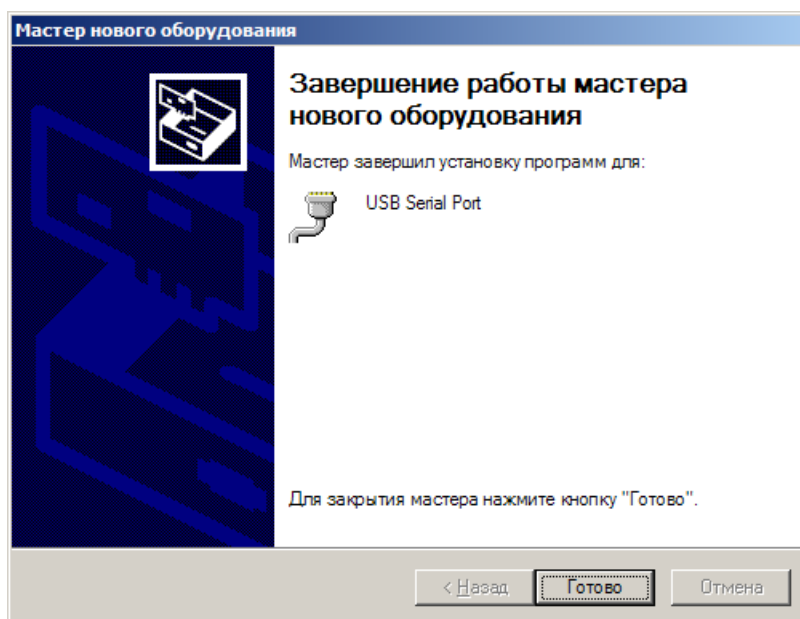 Мастер нового оборудования
Завершение работы мастера
нового оборудования
Мастер завершил установку программ для:
USB Serial Port
Для закрытия мастера нажмите кнопку "Готово".
< Назад
Готово
Отмена